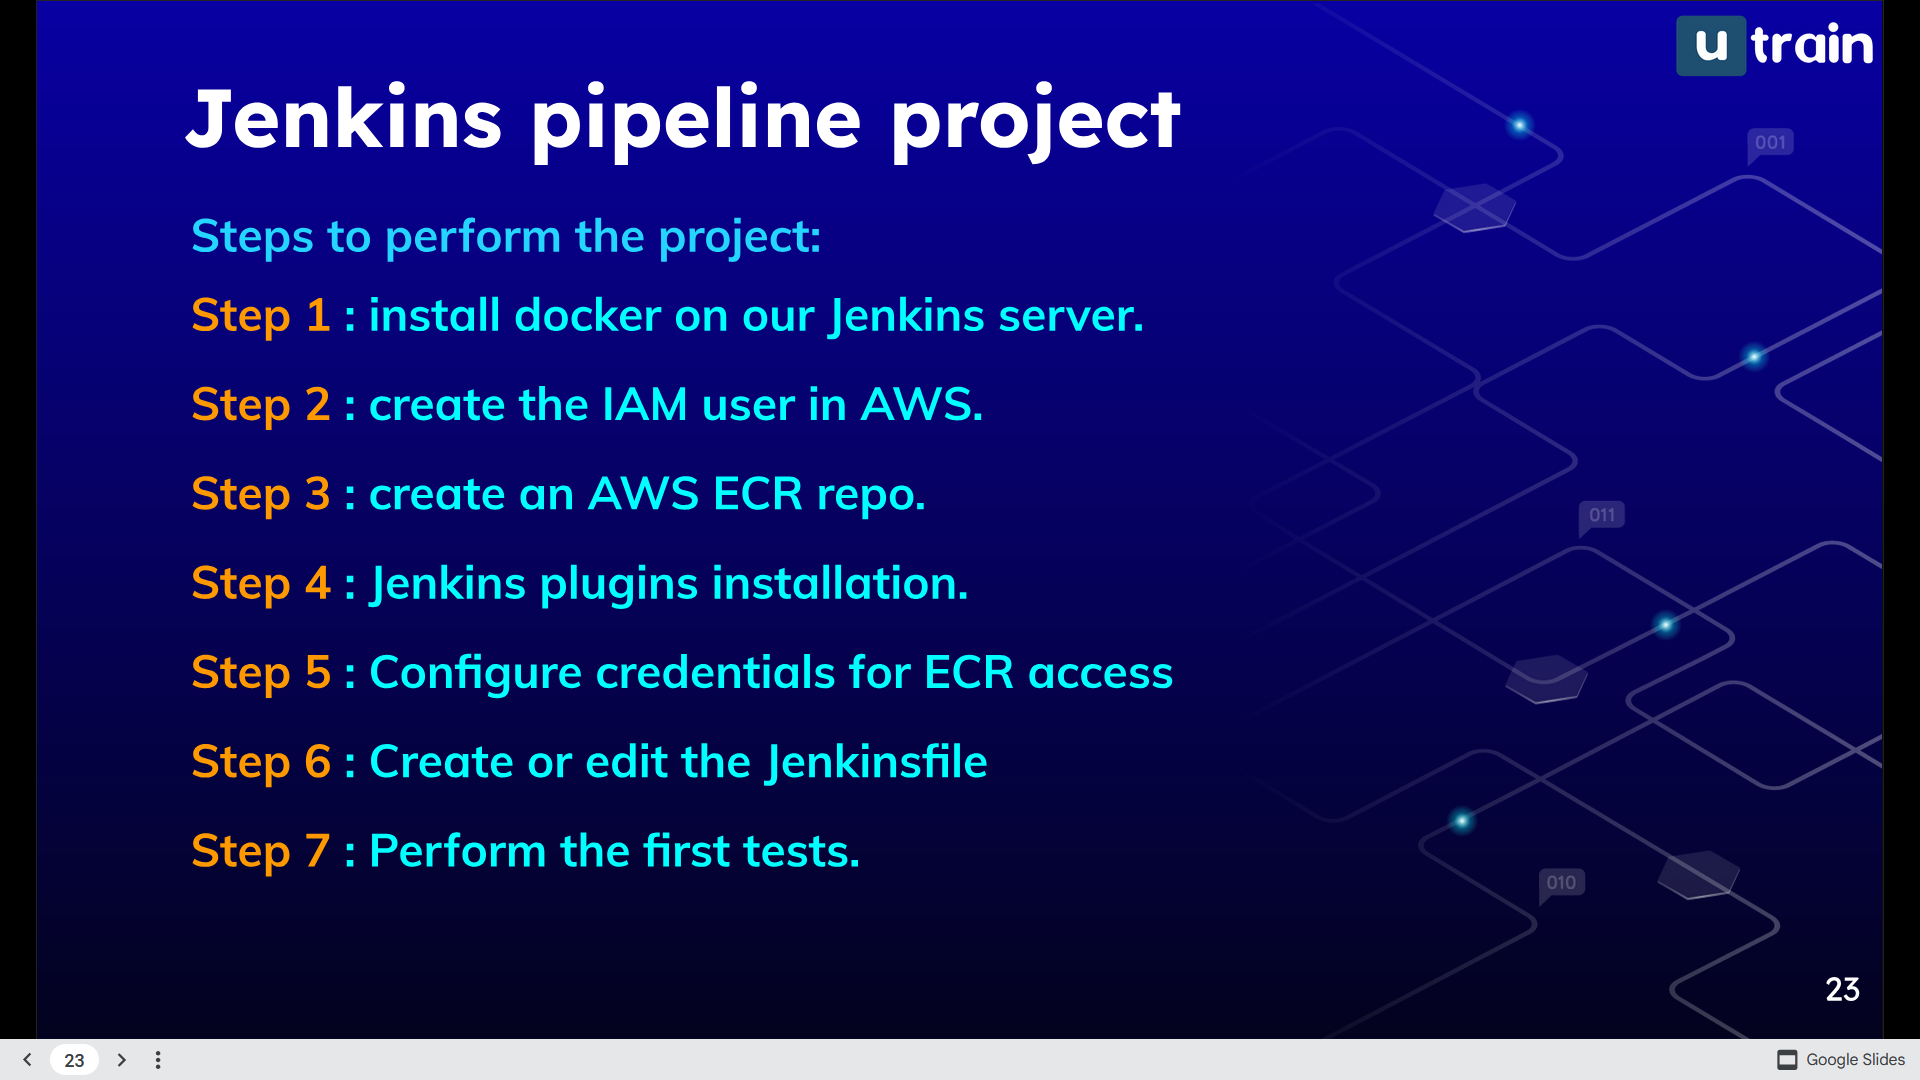 u train
Jenkins pipeline project
001
Steps to perform the project:
Step 1 : install docker on our Jenkins server.
Step 2 : create the IAM user in AWS.
Step 3 : create an AWS ECR repo.
011
Step 4 : Jenkins plugins installation.
Step 5 : Configure credentials for ECR access
Step 6 : Create or edit the Jenkinsfile
Step 7 : Perform the first tests.
010
23
23
Google Slides